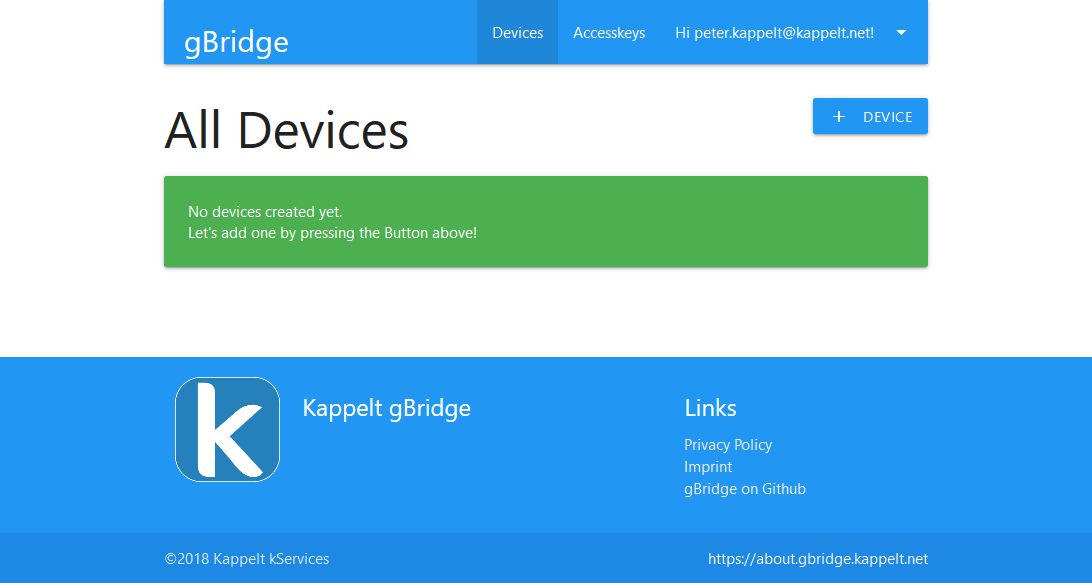 gBridge
Devices
Accesskeys
Hi peter.kappelt@kappelt.net!
All Devices
+ DEVICE
No devices created yet.
Let's add one by pressing the Button above!
k
Kappelt gBridge
Links
Privacy Policy
Imprint
gBridge on Github
©2018 Kappelt kServices
https://about.gbridge.kappelt.net